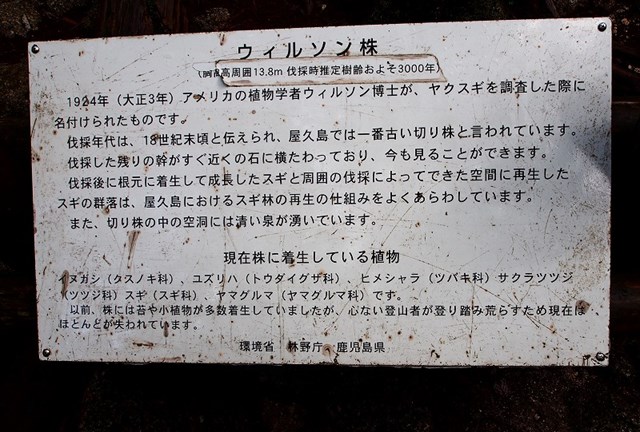 ウィルソン株
(胸高周囲13.8m 伐採時推定樹齢およそ3000年)
1924年(大正3年)アメリカの植物学者ウィルソン博士が、ヤクスギを調査した際に
名付けられたものです。
伐採年代は、18世紀末頃と伝えられ、屋久島では一番古い切り株と言われています。
伐採した残りの幹がすぐ近くの石に横たわっており、今も見ることができます。
伐採後に根元に着生して成長したスギと周囲の伐採によってできた空間に再生した
スギの群落は、屋久島におけるスギ林の再生の仕組みをよくあらわしています。
また、切り株の中の空洞には清い泉が湧いでいます。
現在株に着生している植物
イヌガシ(クスノキ科)、ユズリハ(トウダイグサ科)、ヒメシャラ(ツバキ科)サクラツツジ
(ツツジ科)スギ(スギ科)、ヤマグルマ(ヤマグルマ科)です。
以前、株には苔や小植物が多数着生していましたが、心ない登山者が登り踏み荒らすため現在は
ほとんどが失われています。
環境省 林野庁 鹿児島県